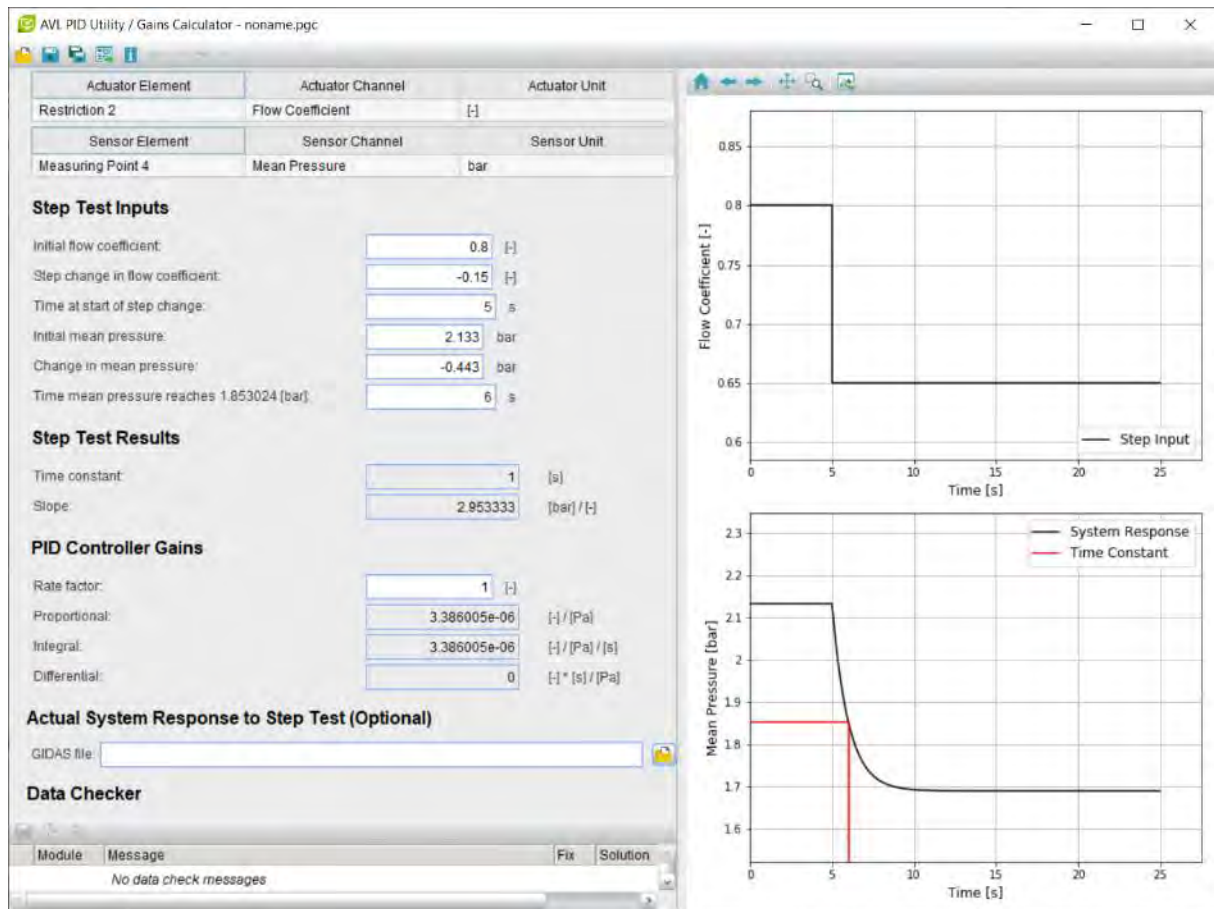 AVL PID Utility / Gains Calculator - noname.pgc
Actuator Element Actuator Channel Actuator Unit
Restriction 2 Flow Coefficient [-]
Sensor Element Sensor Channel Sensor Unit
Measuring Point 4 Mean Pressure bar
Step Test Inputs
Initial flow coefficient: 0.8 [-]
Step change in flow coefficient: -0.15 [-]
Time at start of step change: 5 s
Initial mean pressure: 2.133 bar
Change in mean pressure: -0.443 bar
Time mean pressure reaches 1.853024 [bar]: 6 s
Step Test Results
Time constant: 1 [s]
Slope: 2.953333 [bar] / [-]
PID Controller Gains
Rate factor: 1 [-]
Proportional: 3.386005e-06 [-] / [Pa]
Integral: 3.386005e-06 [-] / [Pa] / [s]
Differential: 0 [-] * [s] / [Pa]
Actual System Response to Step Test (Optional)
GIDAS file:
Data Checker
Module Message Fix Solution
No data check messages
Flow Coefficient [-]
0.85
0.8
0.75
0.7
0.65
0.6
Step Input
0 5 10 15 20 25
Time [s]
Mean Pressure [bar]
2.3
2.2
2.1
2
1.9
1.8
1.7
1.6
System Response
Time Constant
0 5 10 15 20 25
Time [s]